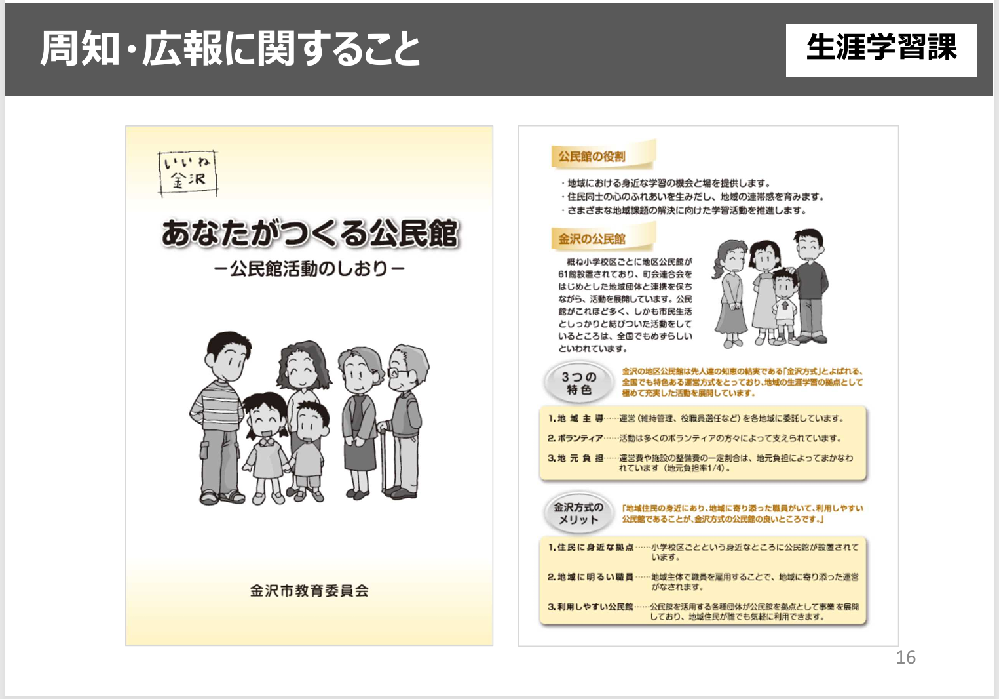 周知・広報に関すること
生涯学習課
いいね
金沢
あなたがつくる公民館
－公民館活動のしおり－
金沢市教育委員会
公民館の役割
・地域における身近な学習の機会と場を提供します。
・住民同士の心のふれあいを生みだし、地域の連帯感を育みます。
・さまざまな地域課題の解決に向けた学習活動を推進します。
金沢の公民館
概ね小学校区ごとに地区公民館が
61館設置されており、町会連合会を
はじめとした地域団体と連携を保ち
ながら、活動を展開しています。公民
館がこれほど多く、しかも市民生活
としっかりと結びついた活動をして
いるところは、全国でもめずらしい
といわれています。
3つの
特色
金沢の地区公民館は先人達の知恵の結実である「金沢方式」とよばれる、
全国でも特色ある運営方式をとっており、地域の生涯学習の拠点として
極めて充実した活動を展開しています。
1.地域主導……運営（維持管理、役職員選任など）を各地域に委託しています。
2.ボランティア……活動は多くのボランティアの方々によって支えられています。
3.地元負担……運営費や施設の整備費の一定割合は、地元負担によってまかなわ
れています（地元負担率1/4）。
金沢方式の
メリット
「地域住民の身近にあり、地域に寄り添った職員がいて、利用しやすい
公民館であることが、金沢方式の公民館の良いところです。」
1.住民に身近な拠点……小学校区ごとという身近なところに公民館が設置されて
います。
2.地域に明るい職員……地域主体で職員を雇用することで、地域に寄り添った運営
がなされます。
3.利用しやすい公民館……公民館を活用する各種団体が公民館を拠点として事業を展開
しており、地域住民が誰でも気軽に利用できます。
16